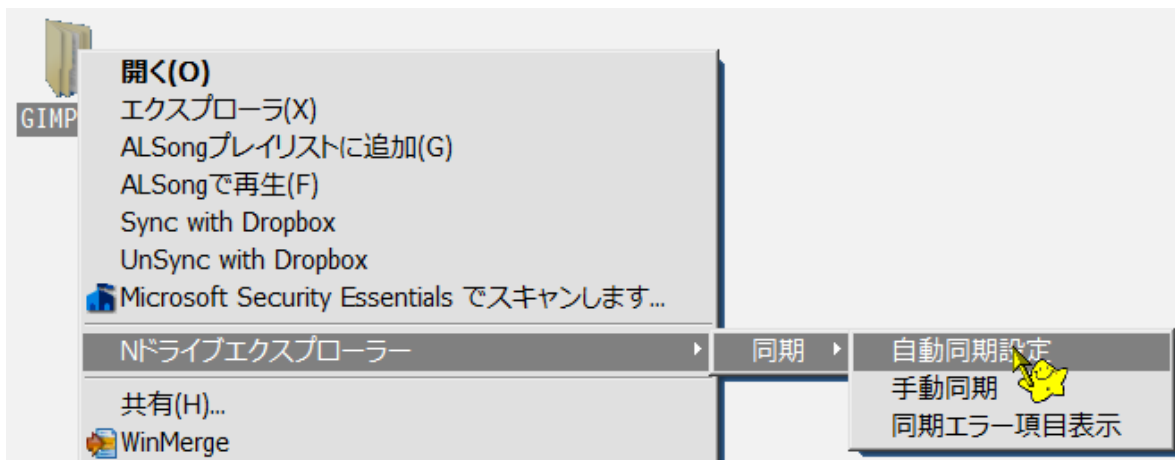 GIMP
開く(O)
エクスプローラ(X)
ALSongプレイリストに追加(G)
ALSongで再生(F)
Sync with Dropbox
UnSync with Dropbox
Microsoft Security Essentials でスキャンします...
Nドライブエクスプローラー
同期
自動同期設定
手動同期
同期エラー項目表示
共有(H)...
WinMerge